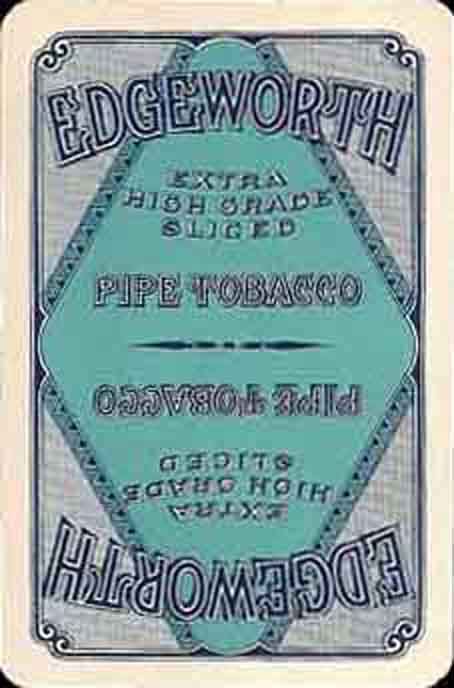 EDGEWORTH
EXTRA
HIGH GRADE
SLICED
PIPE TOBACCO
PIPE TOBACCO
SLICED
HIGH GRADE
EXTRA
EDGEWORTH